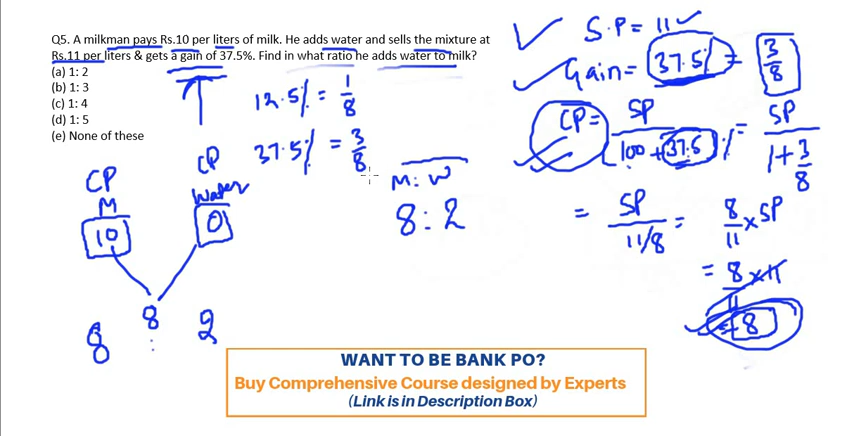 Q5. A milkman pays Rs.10 per liters of milk. He adds water and sells the mixture at
Rs.11 per liters & gets a gain of 37.5%. Find in what ratio he adds water to milk?
(a) 1: 2
(b) 1: 3
(c) 1: 4
(d) 1: 5
(e) None of these
12.5% = 1/8
37.5% = 3/8
CP
M
10
CP
Water
0
8
8 : 2
M : W
8 : 2
S.P = 11
Gain = 37.5% = 3/8
CP = SP/(100 + 37.5)% = SP/1 + 3/8
= SP/11/8 = 8/11 × SP
= 8/11 × 11
= 8
WANT TO BE BANK PO?
Buy Comprehensive Course designed by Experts
(Link is in Description Box)